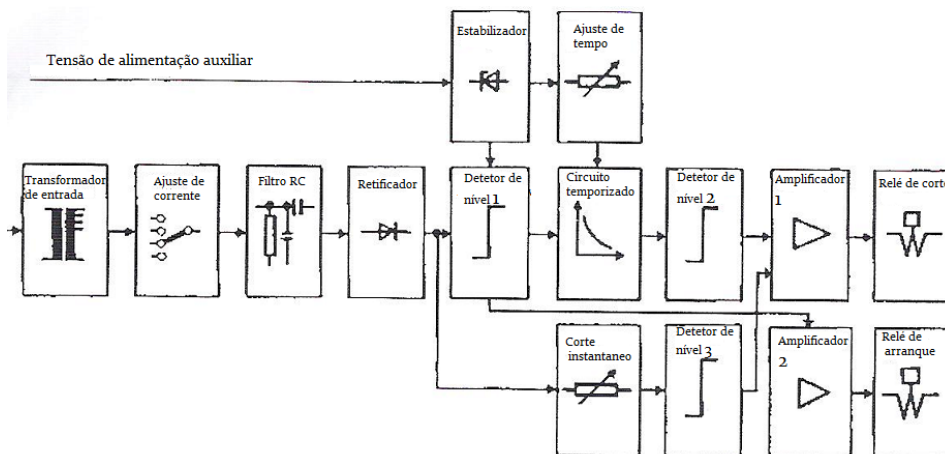 Tensão de alimentação auxiliar
Estabilizador
Ajuste de
tempo
Transformador
de entrada
Ajuste de
corrente
Filtro RC
Retificador
Detetor de
nível 1
Circuito
temporizado
Detetor de
nível 2
Amplificador
1
Relé de corte
Corte
instantaneo
Detetor de
nível 3
Amplificador
2
Relé de
arranque